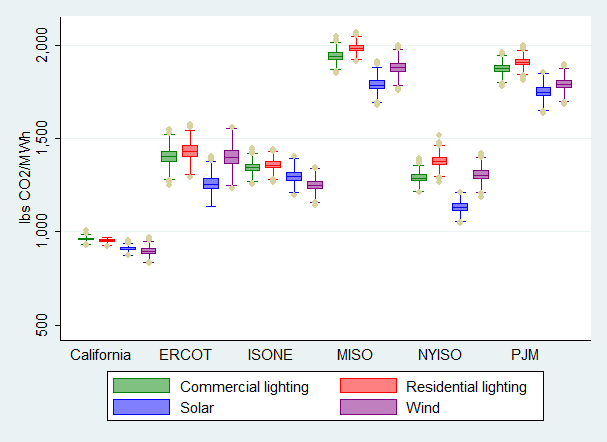 lbs CO2/MWh
2,000
1,500
1,000
500
California ERCOT ISONE MISO NYISO PJM
Commercial lighting Residential lighting
Solar Wind